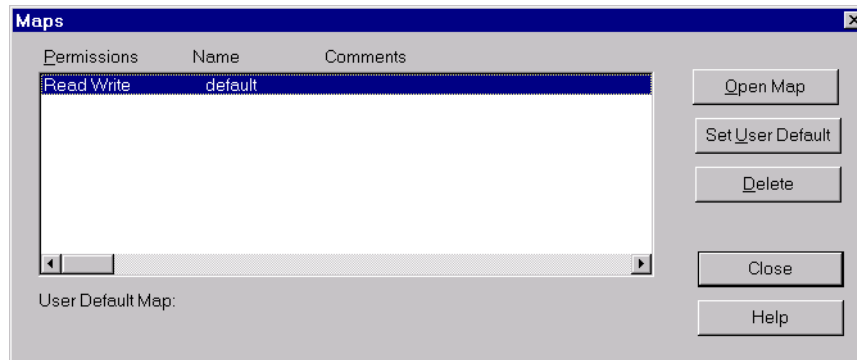 Maps
Permissions Name Comments
Read Write default
Open Map
Set User Default
Delete
Close
User Default Map:
Help